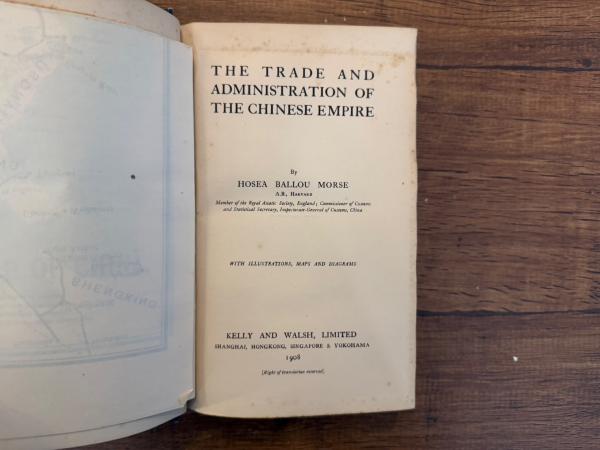 THE TRADE AND
ADMINISTRATION OF
THE CHINESE EMPIRE
By
HOSEA BALLOU MORSE
A.B., HARVARD
Member of the Royal Asiatic Society, England; Commissioner of Customs
and Statistical Secretary, Inspectorate-General of Customs, China
WITH ILLUSTRATIONS, MAPS AND DIAGRAMS
KELLY AND WALSH, LIMITED
SHANGHAI, HONGKONG, SINGAPORE & YOKOHAMA
1908
[Right of translation reserved]
SHENGKING